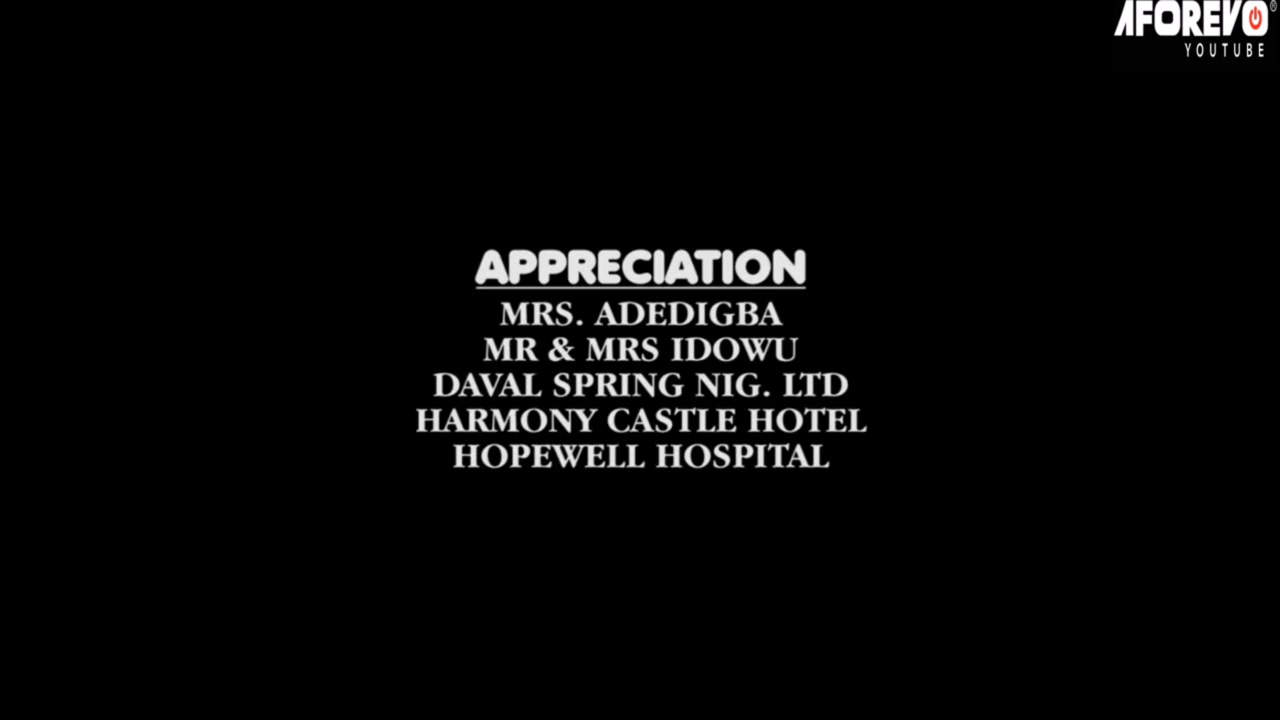 AFOREVO®
YOUTUBE
APPRECIATION
MRS. ADEDIGBA
MR & MRS IDOWU
DAVAL SPRING NIG. LTD
HARMONY CASTLE HOTEL
HOPEWELL HOSPITAL